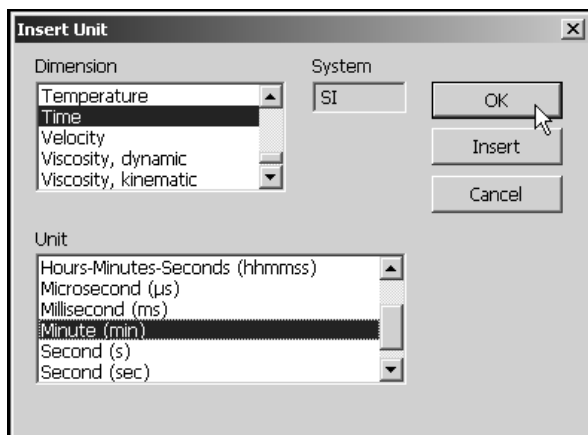 Insert Unit
Dimension
System
Temperature
Time
Velocity
Viscosity, dynamic
Viscosity, kinematic
SI
OK
Insert
Cancel
Unit
Hours-Minutes-Seconds (hhmmss)
Microsecond (µs)
Millisecond (ms)
Minute (min)
Second (s)
Second (sec)